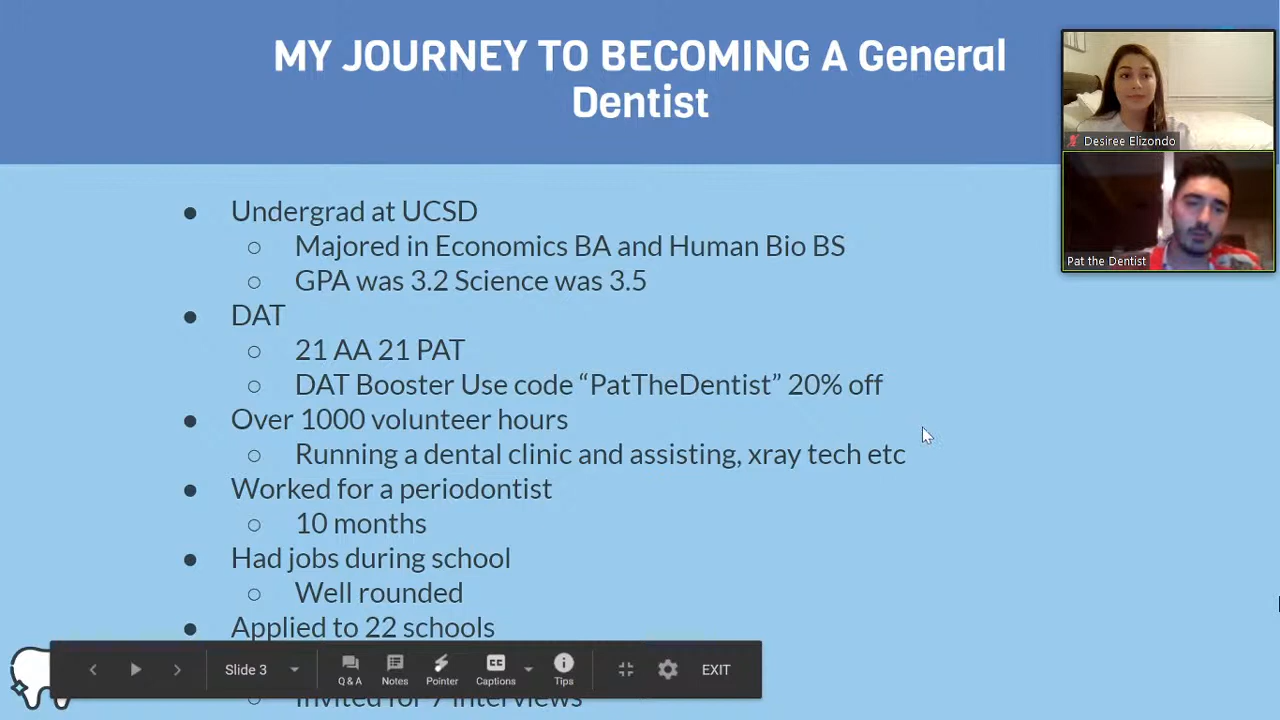 MY JOURNEY TO BECOMING A General
Dentist
Desiree Elizondo
Pat the Dentist
● Undergrad at UCSD
○ Majored in Economics BA and Human Bio BS
○ GPA was 3.2 Science was 3.5
● DAT
○ 21 AA 21 PAT
○ DAT Booster Use code “PatTheDentist” 20% off
● Over 1000 volunteer hours
○ Running a dental clinic and assisting, xray tech etc
● Worked for a periodontist
○ 10 months
● Had jobs during school
○ Well rounded
● Applied to 22 schools
○ Invited for 7 interviews
Slide 3
Q & A
Notes
Pointer
CC
Captions
Tips
EXIT